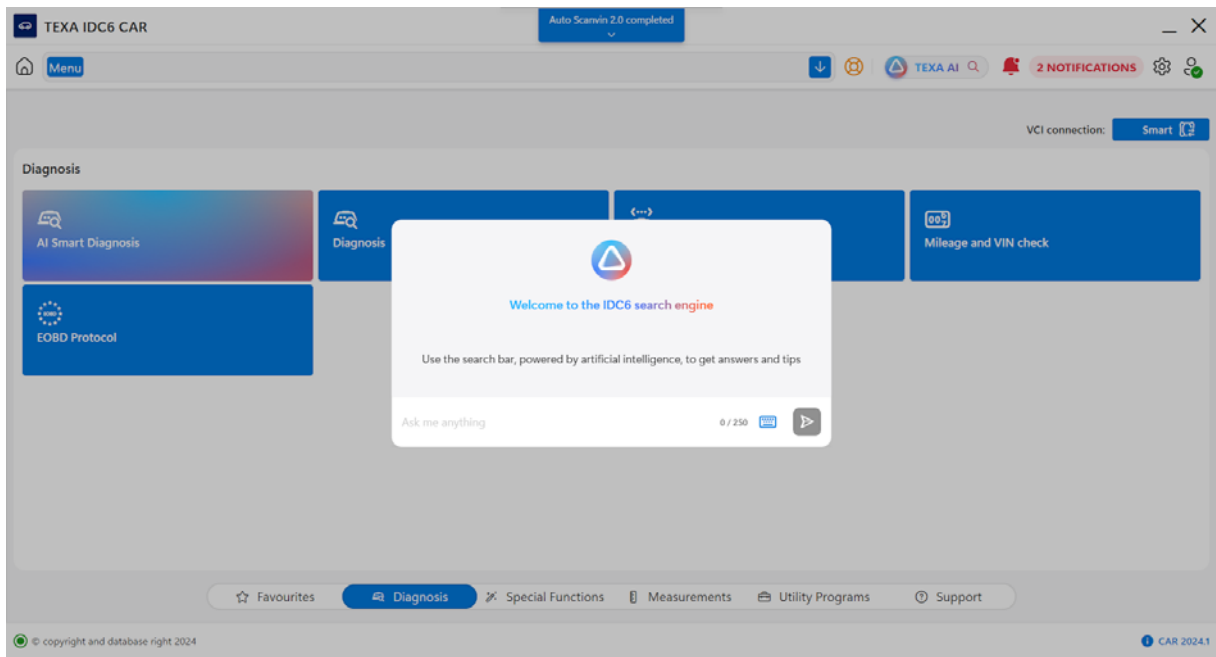 TEXA IDC6 CAR
Auto Scanvin 2.0 completed
Menu
TEXA AI
2 NOTIFICATIONS
VCI connection:
Smart
Diagnosis
AI Smart Diagnosis
Diagnosis
Mileage and VIN check
EOBD Protocol
Welcome to the IDC6 search engine
Use the search bar, powered by artificial intelligence, to get answers and tips
Ask me anything
0 / 250
Favourites
Diagnosis
Special Functions
Measurements
Utility Programs
Support
© copyright and database right 2024
CAR 2024.1